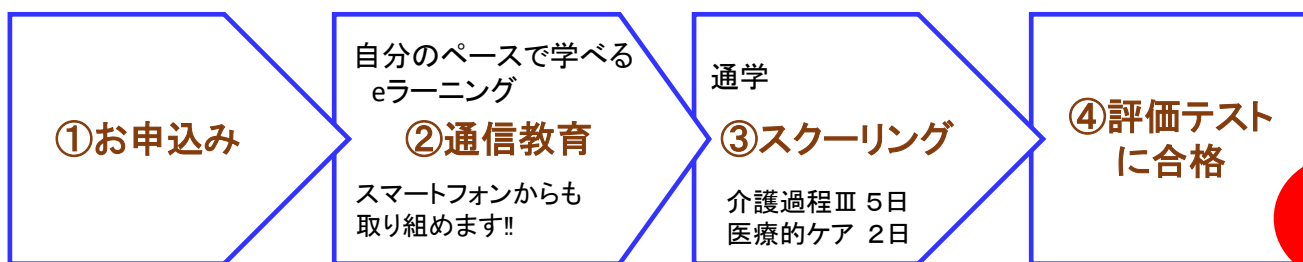 ①お申込み
自分のペースで学べる
eラーニング
②通信教育
スマートフォンからも
取り組めます‼
通学
③スクーリング
介護過程Ⅲ ５日
医療的ケア ２日
④評価テスト
に合格